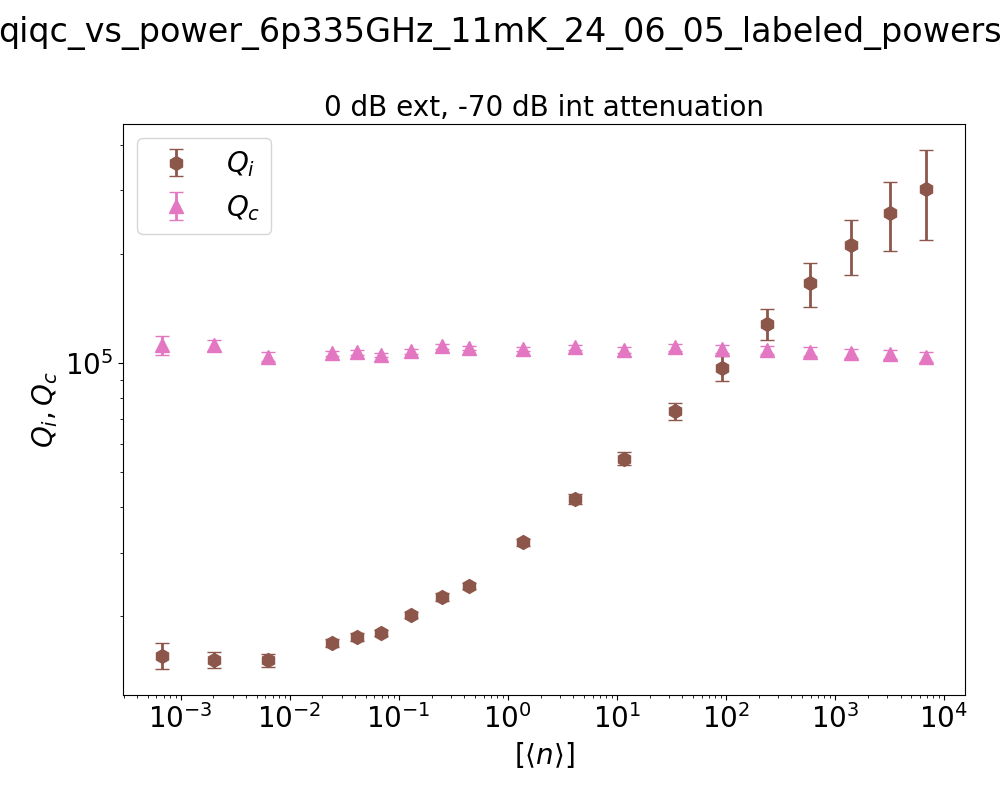 qiqc_vs_power_6p335GHz_11mK_24_06_05_labeled_powers
0 dB ext, -70 dB int attenuation
Q_i
Q_c
10^5
Q_i, Q_c
10^{-3} 10^{-2} 10^{-1} 10^0 10^1 10^2 10^3 10^4
[⟨n⟩]